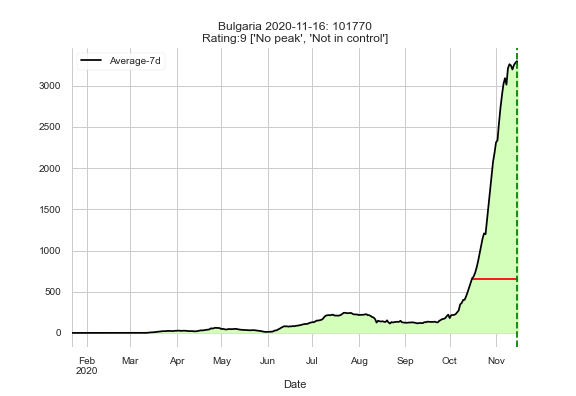 Bulgaria 2020-11-16: 101770
Rating:9 ['No peak', 'Not in control']
Average-7d
3000
2500
2000
1500
1000
500
0
Feb Mar Apr May Jun Jul Aug Sep Oct Nov
2020
Date